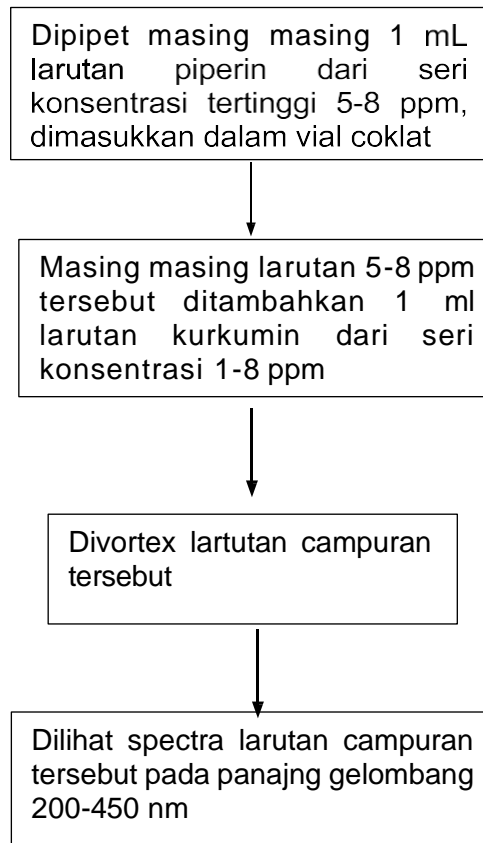 Dipipet masing masing 1 mL
larutan piperin dari seri
konsentrasi tertinggi 5-8 ppm,
dimasukkan dalam vial coklat
Masing masing larutan 5-8 ppm
tersebut ditambahkan 1 ml
larutan kurkumin dari seri
konsentrasi 1-8 ppm
Divortex lartutan campuran
tersebut
Dilihat spectra larutan campuran
tersebut pada panajng gelombang
200-450 nm